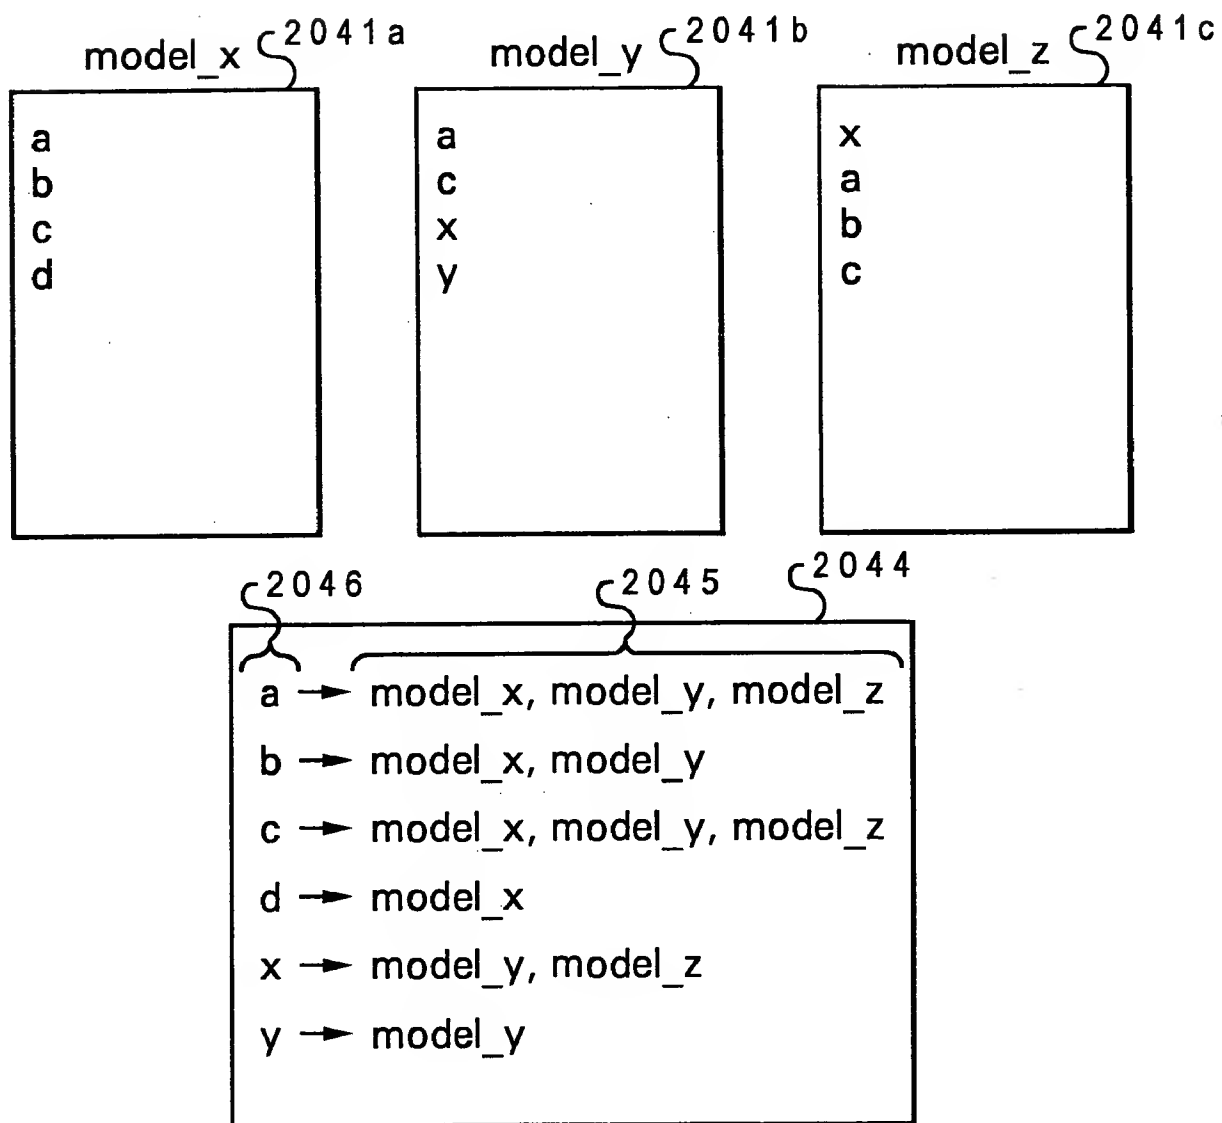 model_x 2041a model_y 2041b model_z 2041c
a
b
c
d
a
c
x
y
x
a
b
c
2046 2045 2044
a → model_x, model_y, model_z
b → model_x, model_y
c → model_x, model_y, model_z
d → model_x
x → model_y, model_z
y → model_y